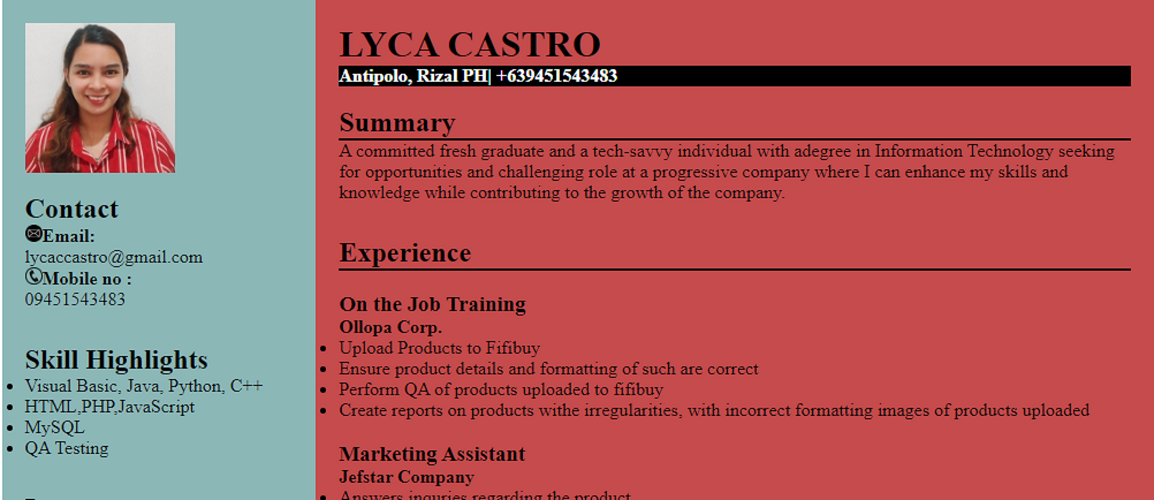 Contact
Email:
lycaccastro@gmail.com
Mobile no :
09451543483
Skill Highlights
Visual Basic, Java, Python, C++
HTML,PHP,JavaScript
MySQL
QA Testing
LYCA CASTRO
Antipolo, Rizal PH| +639451543483
Summary
A committed fresh graduate and a tech-savvy individual with adegree in Information Technology seeking
for opportunities and challenging role at a progressive company where I can enhance my skills and
knowledge while contributing to the growth of the company.
Experience
On the Job Training
Ollopa Corp.
Upload Products to Fifibuy
Ensure product details and formatting of such are correct
Perform QA of products uploaded to fifibuy
Create reports on products withe irregularities, with incorrect formatting images of products uploaded
Marketing Assistant
Jefstar Company
Answers inquries regarding the product